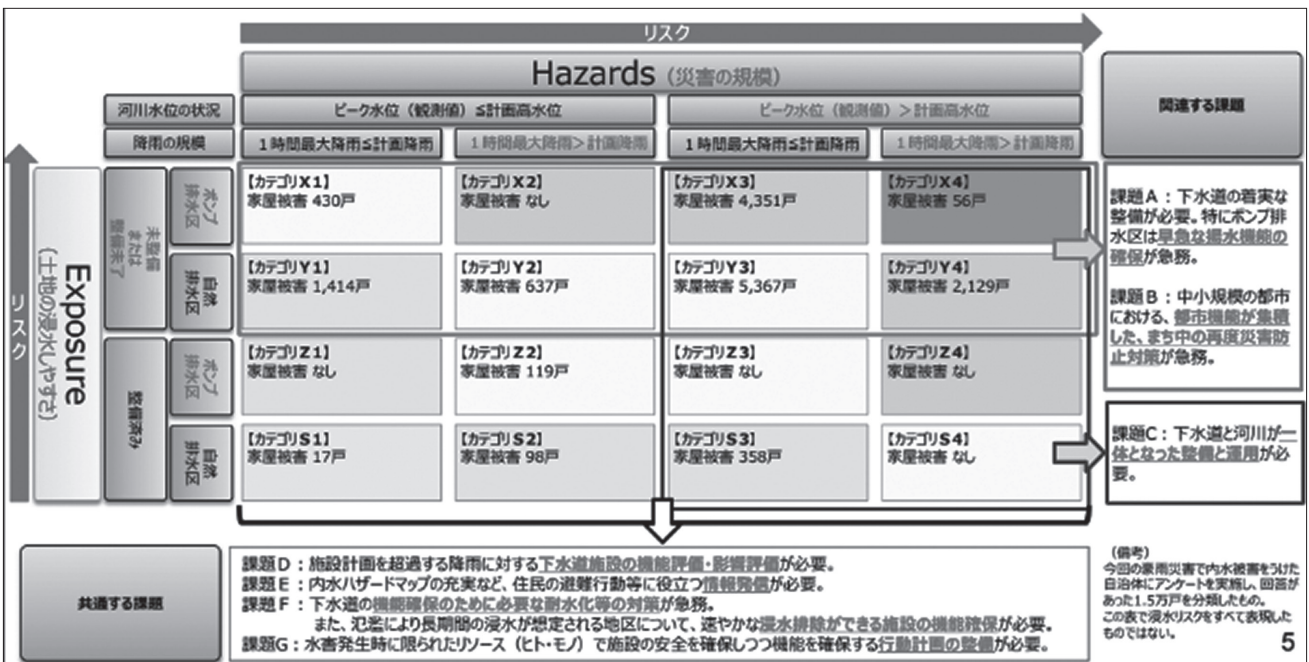 リスク
Hazards（災害の規模）
河川水位の状況
ピーク水位（観測値）≦計画高水位
ピーク水位（観測値）＞計画高水位
関連する課題
降雨の規模
１時間最大降雨≦計画降雨
１時間最大降雨＞計画降雨
１時間最大降雨≦計画降雨
１時間最大降雨＞計画降雨
リスク
Exposure
（土地の浸水しやすさ）
未整備
または
整備未了
ポンプ
排水区
【カテゴリX1】
家屋被害 430戸
【カテゴリX2】
家屋被害 なし
【カテゴリX3】
家屋被害 4,351戸
【カテゴリX4】
家屋被害 56戸
自然
排水区
【カテゴリY1】
家屋被害 1,414戸
【カテゴリY2】
家屋被害 637戸
【カテゴリY3】
家屋被害 5,367戸
【カテゴリY4】
家屋被害 2,129戸
整備済み
ポンプ
排水区
【カテゴリZ1】
家屋被害 なし
【カテゴリZ2】
家屋被害 119戸
【カテゴリZ3】
家屋被害 なし
【カテゴリZ4】
家屋被害 なし
自然
排水区
【カテゴリS1】
家屋被害 17戸
【カテゴリS2】
家屋被害 98戸
【カテゴリS3】
家屋被害 358戸
【カテゴリS4】
家屋被害 なし
課題A：下水道の着実な
整備が必要。特にポンプ排
水区は早急な揚水機能の
確保が急務。
課題B：中小規模の都市
における、都市機能が集積
した、まち中の再度災害防
止対策が急務。
課題C：下水道と河川が一
体となった整備と運用が必
要。
共通する課題
課題D：施設計画を超過する降雨に対する下水道施設の機能評価・影響評価が必要。
課題E：内水ハザードマップの充実など、住民の避難行動等に役立つ情報発信が必要。
課題F：下水道の機能確保のために必要な耐水化等の対策が急務。
また、氾濫により長期間の浸水が想定される地区について、速やかな浸水排除ができる施設の機能確保が必要。
課題G：水害発生時に限られたリソース（ヒト・モノ）で施設の安全を確保しつつ機能を確保する行動計画の整備が必要。
（備考）
今回の豪雨災害で内水被害をうけた
自治体にアンケートを実施し、回答が
あった1.5万戸を分類したもの。
この表で浸水リスクをすべて表現した
ものではない。
5